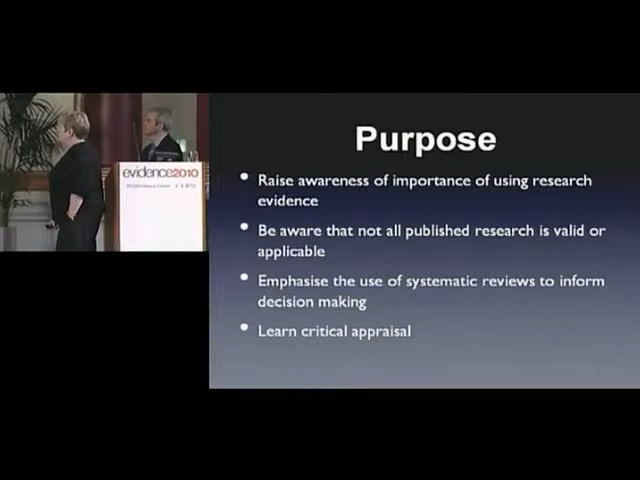 Purpose
evidence2010
Raise awareness of importance of using research
evidence
Be aware that not all published research is valid or
applicable
Emphasise the use of systematic reviews to inform
decision making
Learn critical appraisal